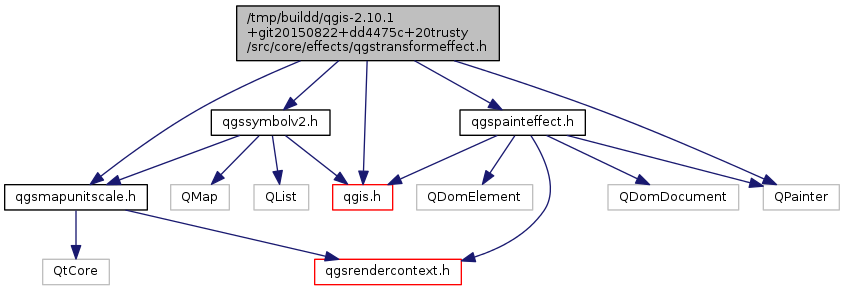 /tmp/buildd/qgis-2.10.1
+git20150822+dd4475c+20trusty
/src/core/effects/qgstransformeffect.h
qgssymbolv2.h
qgspainteffect.h
qgsmapunitscale.h
QMap
QList
qgis.h
QDomElement
QDomDocument
QPainter
QtCore
qgsrendercontext.h